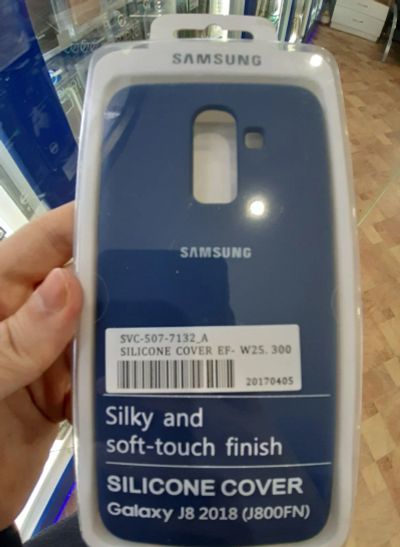 SAMSUNG
SAMSUNG
SVC-507-7132_A
SILICONE COVER EF- W25. 300
20170405
Silky and
soft-touch finish
SILICONE COVER
Galaxy J8 2018 (J800FN)